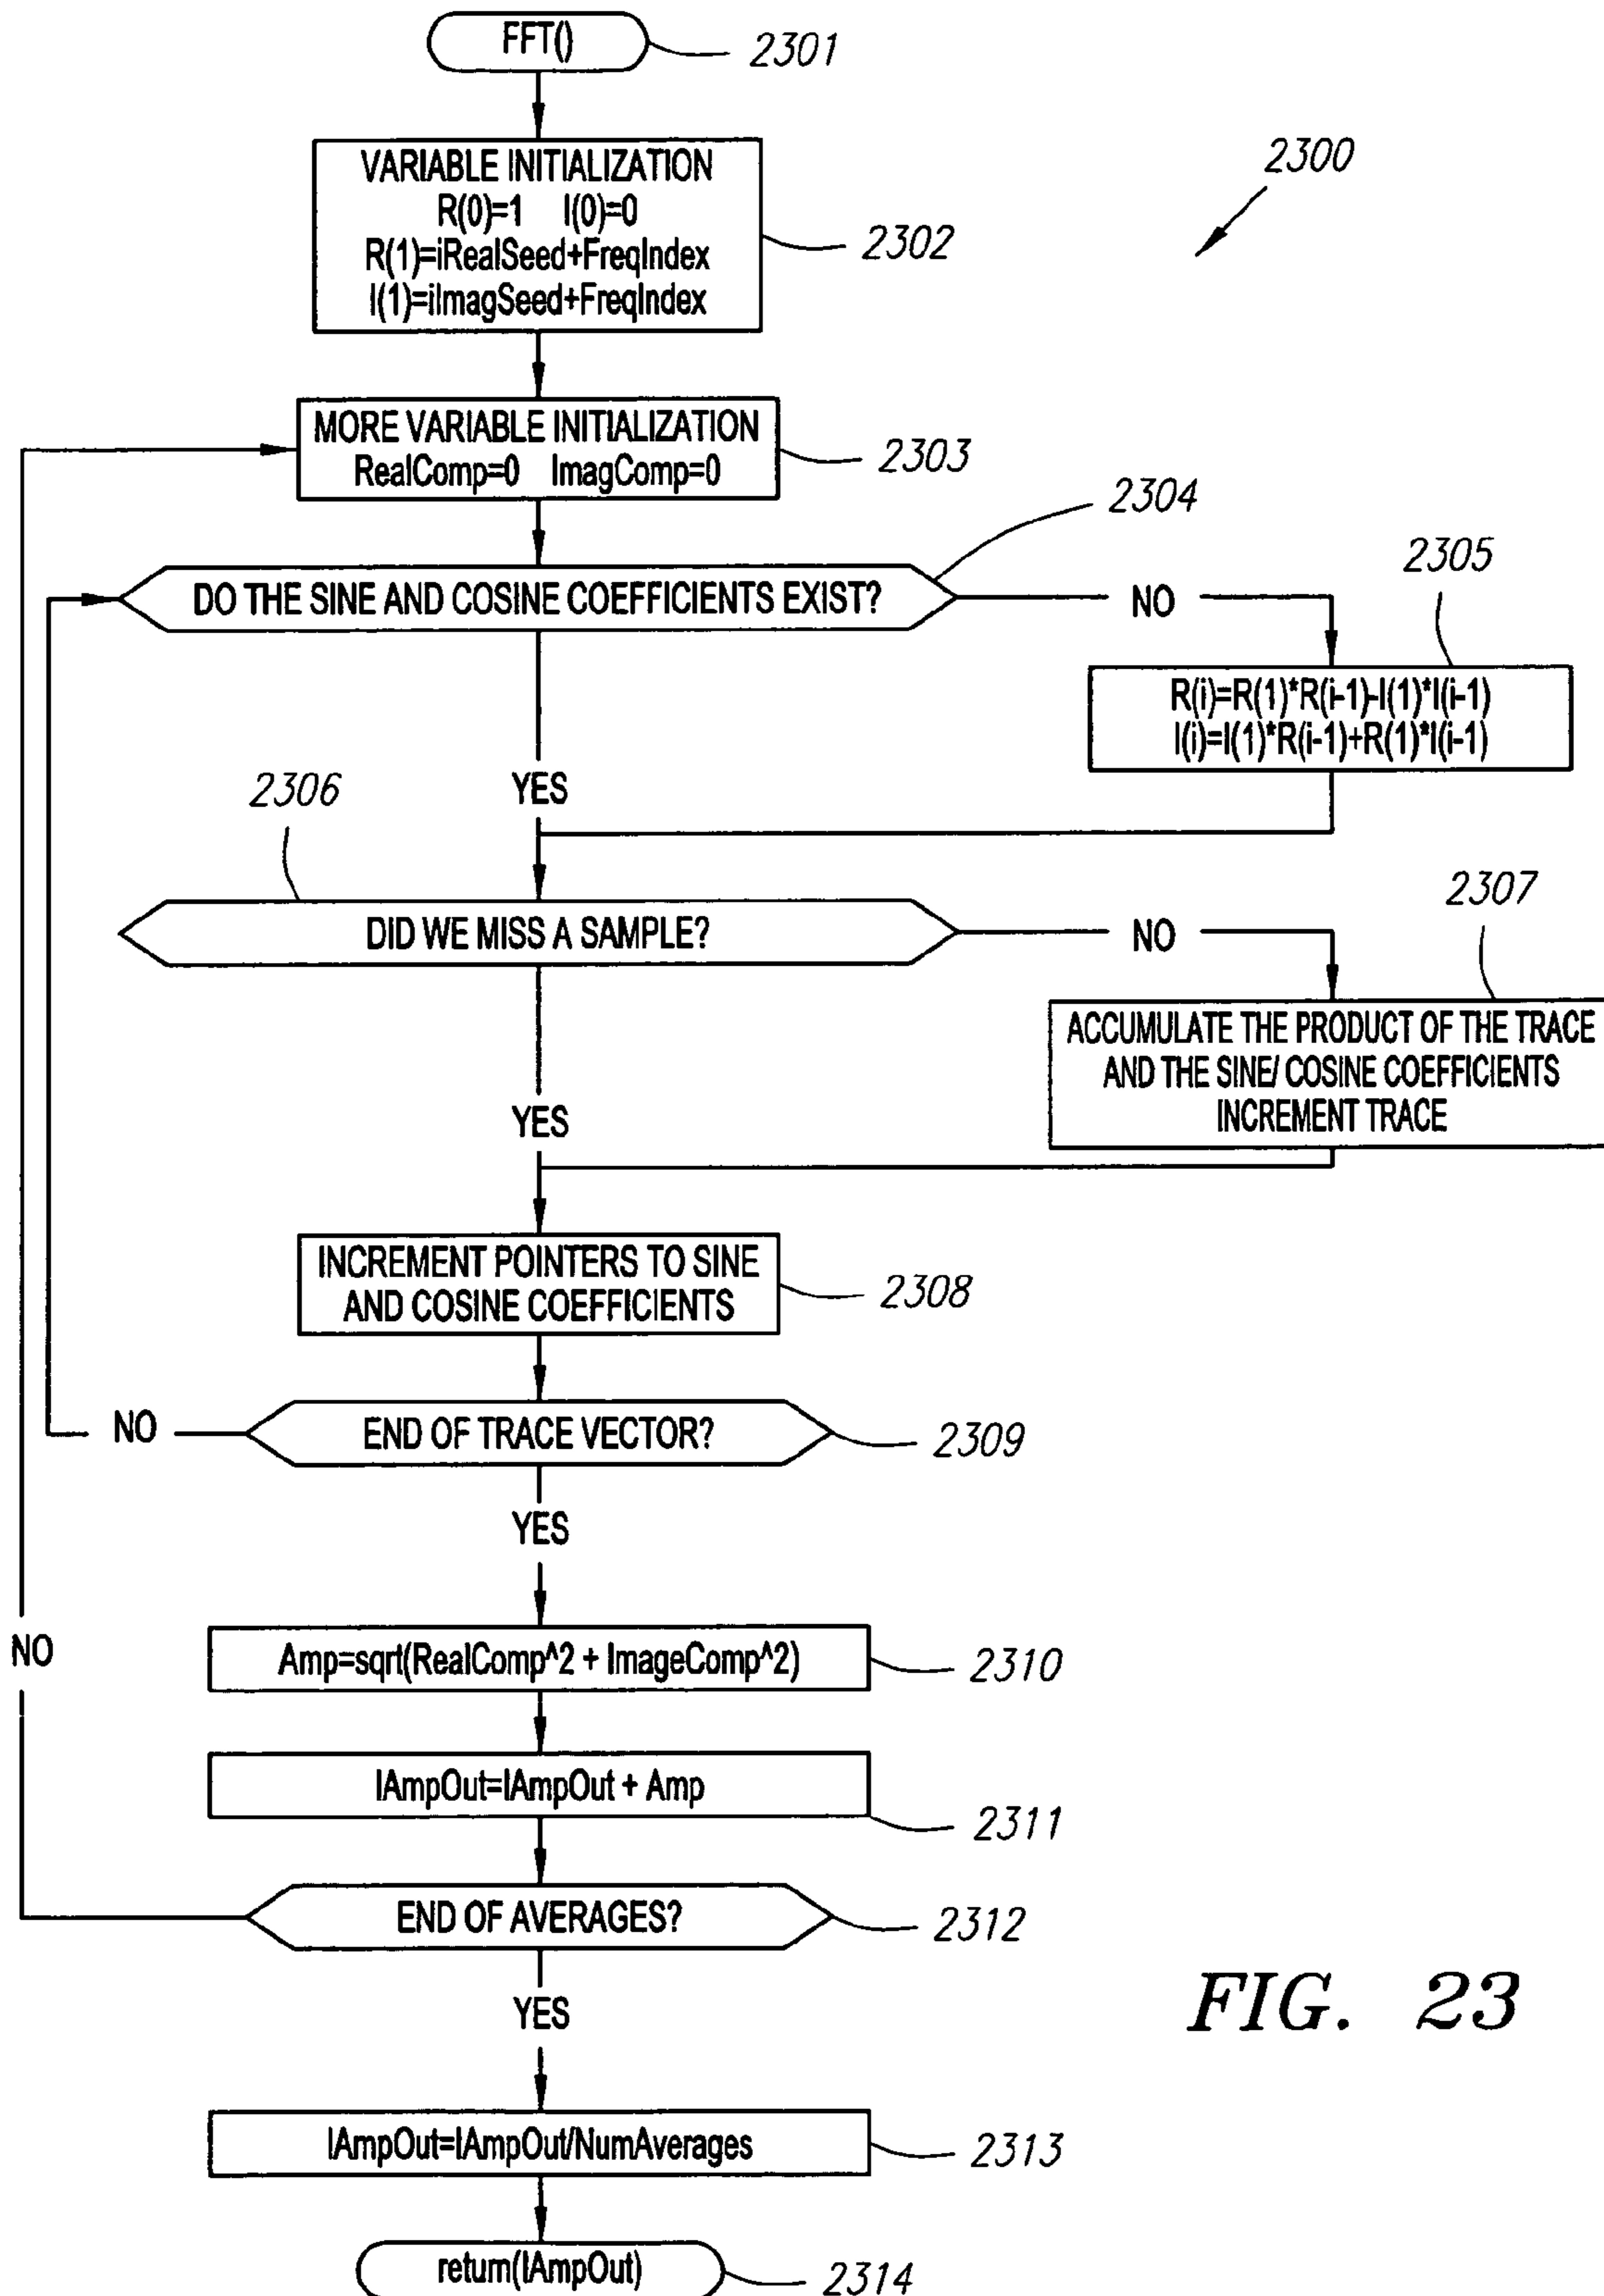 FFT()
2301
2300
VARIABLE INITIALIZATION
R(0)=1 I(0)=0
R(1)=iRealSeed+FreqIndex
I(1)=iImagSeed+FreqIndex
2302
MORE VARIABLE INITIALIZATION
RealComp=0 ImagComp=0
2303
2304
DO THE SINE AND COSINE COEFFICIENTS EXIST?
NO
2305
R(i)=R(1)*R(i-1)-I(1)*I(i-1)
I(i)=I(1)*R(i-1)+R(1)*I(i-1)
YES
2306
DID WE MISS A SAMPLE?
NO
2307
ACCUMULATE THE PRODUCT OF THE TRACE
AND THE SINE/ COSINE COEFFICIENTS
INCREMENT TRACE
YES
INCREMENT POINTERS TO SINE
AND COSINE COEFFICIENTS
2308
NO
END OF TRACE VECTOR?
2309
YES
NO
Amp=sqrt(RealComp^2 + ImageComp^2)
2310
lAmpOut=lAmpOut + Amp
2311
END OF AVERAGES?
2312
YES
FIG. 23
lAmpOut=lAmpOut/NumAverages
2313
return(lAmpOut)
2314